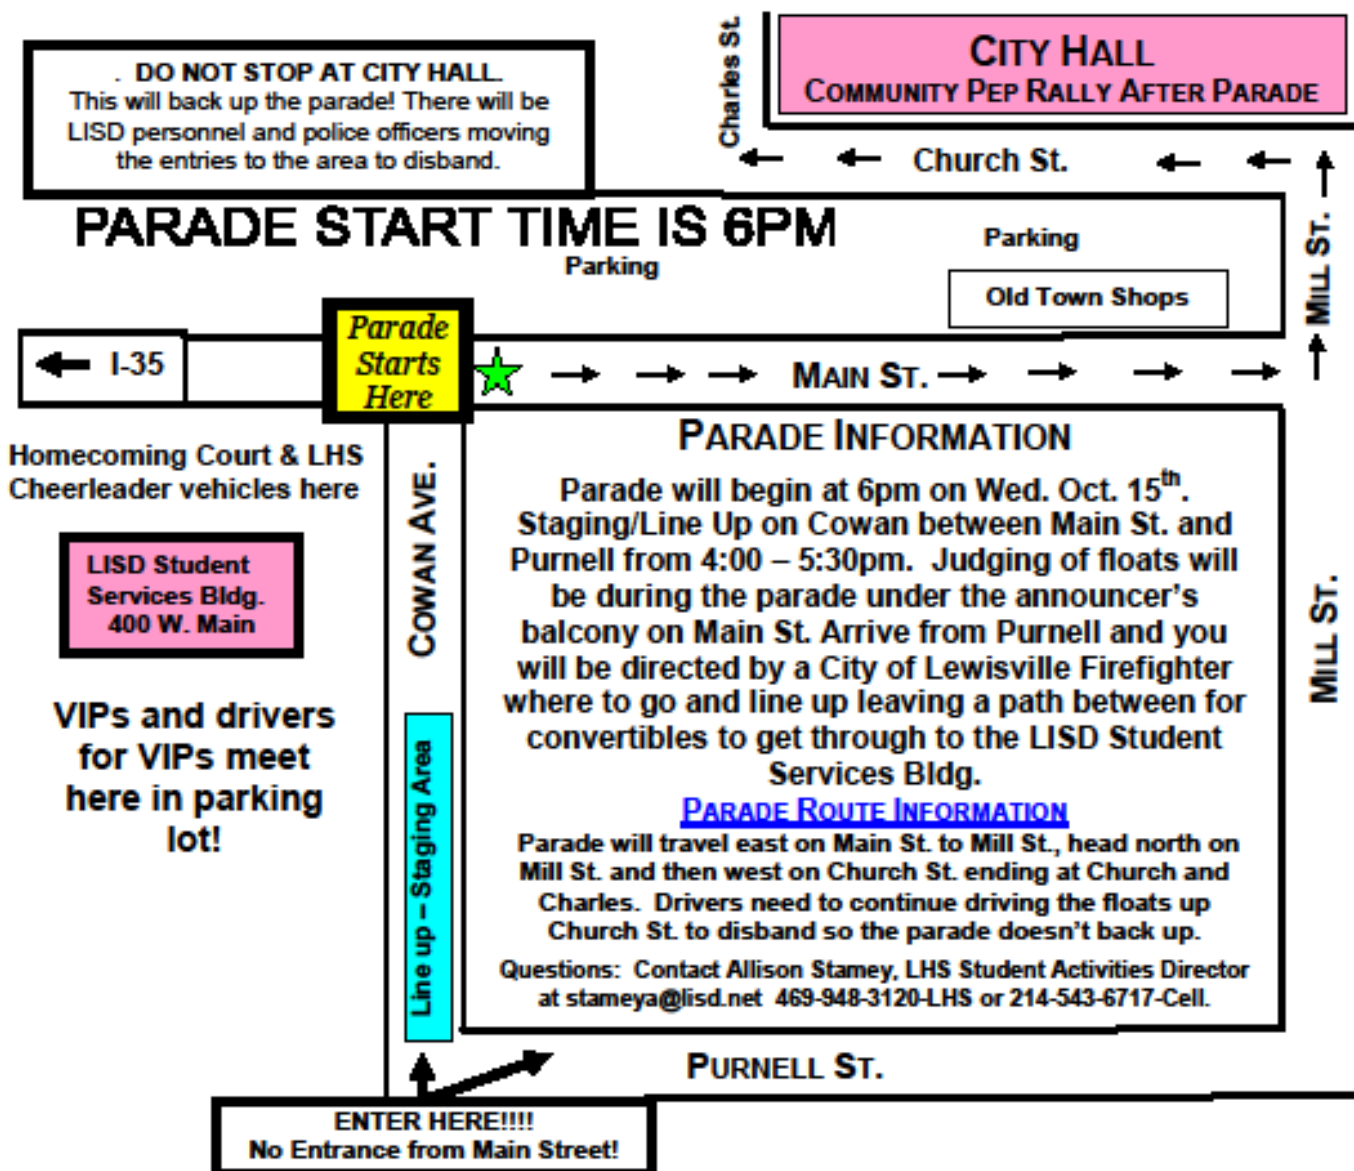 . DO NOT STOP AT CITY HALL.
This will back up the parade! There will be
LISD personnel and police officers moving
the entries to the area to disband.
Charles St.
CITY HALL
COMMUNITY PEP RALLY AFTER PARADE
Church St.
PARADE START TIME IS 6PM
Parking
Parking
Old Town Shops
MILL ST.
I-35
Parade
Starts
Here
MAIN ST.
Homecoming Court & LHS
Cheerleader vehicles here
LISD Student
Services Bldg.
400 W. Main
VIPs and drivers
for VIPs meet
here in parking
lot!
COWAN AVE.
Line up – Staging Area
PARADE INFORMATION
Parade will begin at 6pm on Wed. Oct. 15th.
Staging/Line Up on Cowan between Main St. and
Purnell from 4:00 – 5:30pm. Judging of floats will
be during the parade under the announcer's
balcony on Main St. Arrive from Purnell and you
will be directed by a City of Lewisville Firefighter
where to go and line up leaving a path between for
convertibles to get through to the LISD Student
Services Bldg.
PARADE ROUTE INFORMATION
Parade will travel east on Main St. to Mill St., head north on
Mill St. and then west on Church St. ending at Church and
Charles. Drivers need to continue driving the floats up
Church St. to disband so the parade doesn't back up.
Questions: Contact Allison Stamey, LHS Student Activities Director
at stameya@lisd.net 469-948-3120-LHS or 214-543-6717-Cell.
MILL ST.
PURNELL ST.
ENTER HERE!!!!
No Entrance from Main Street!